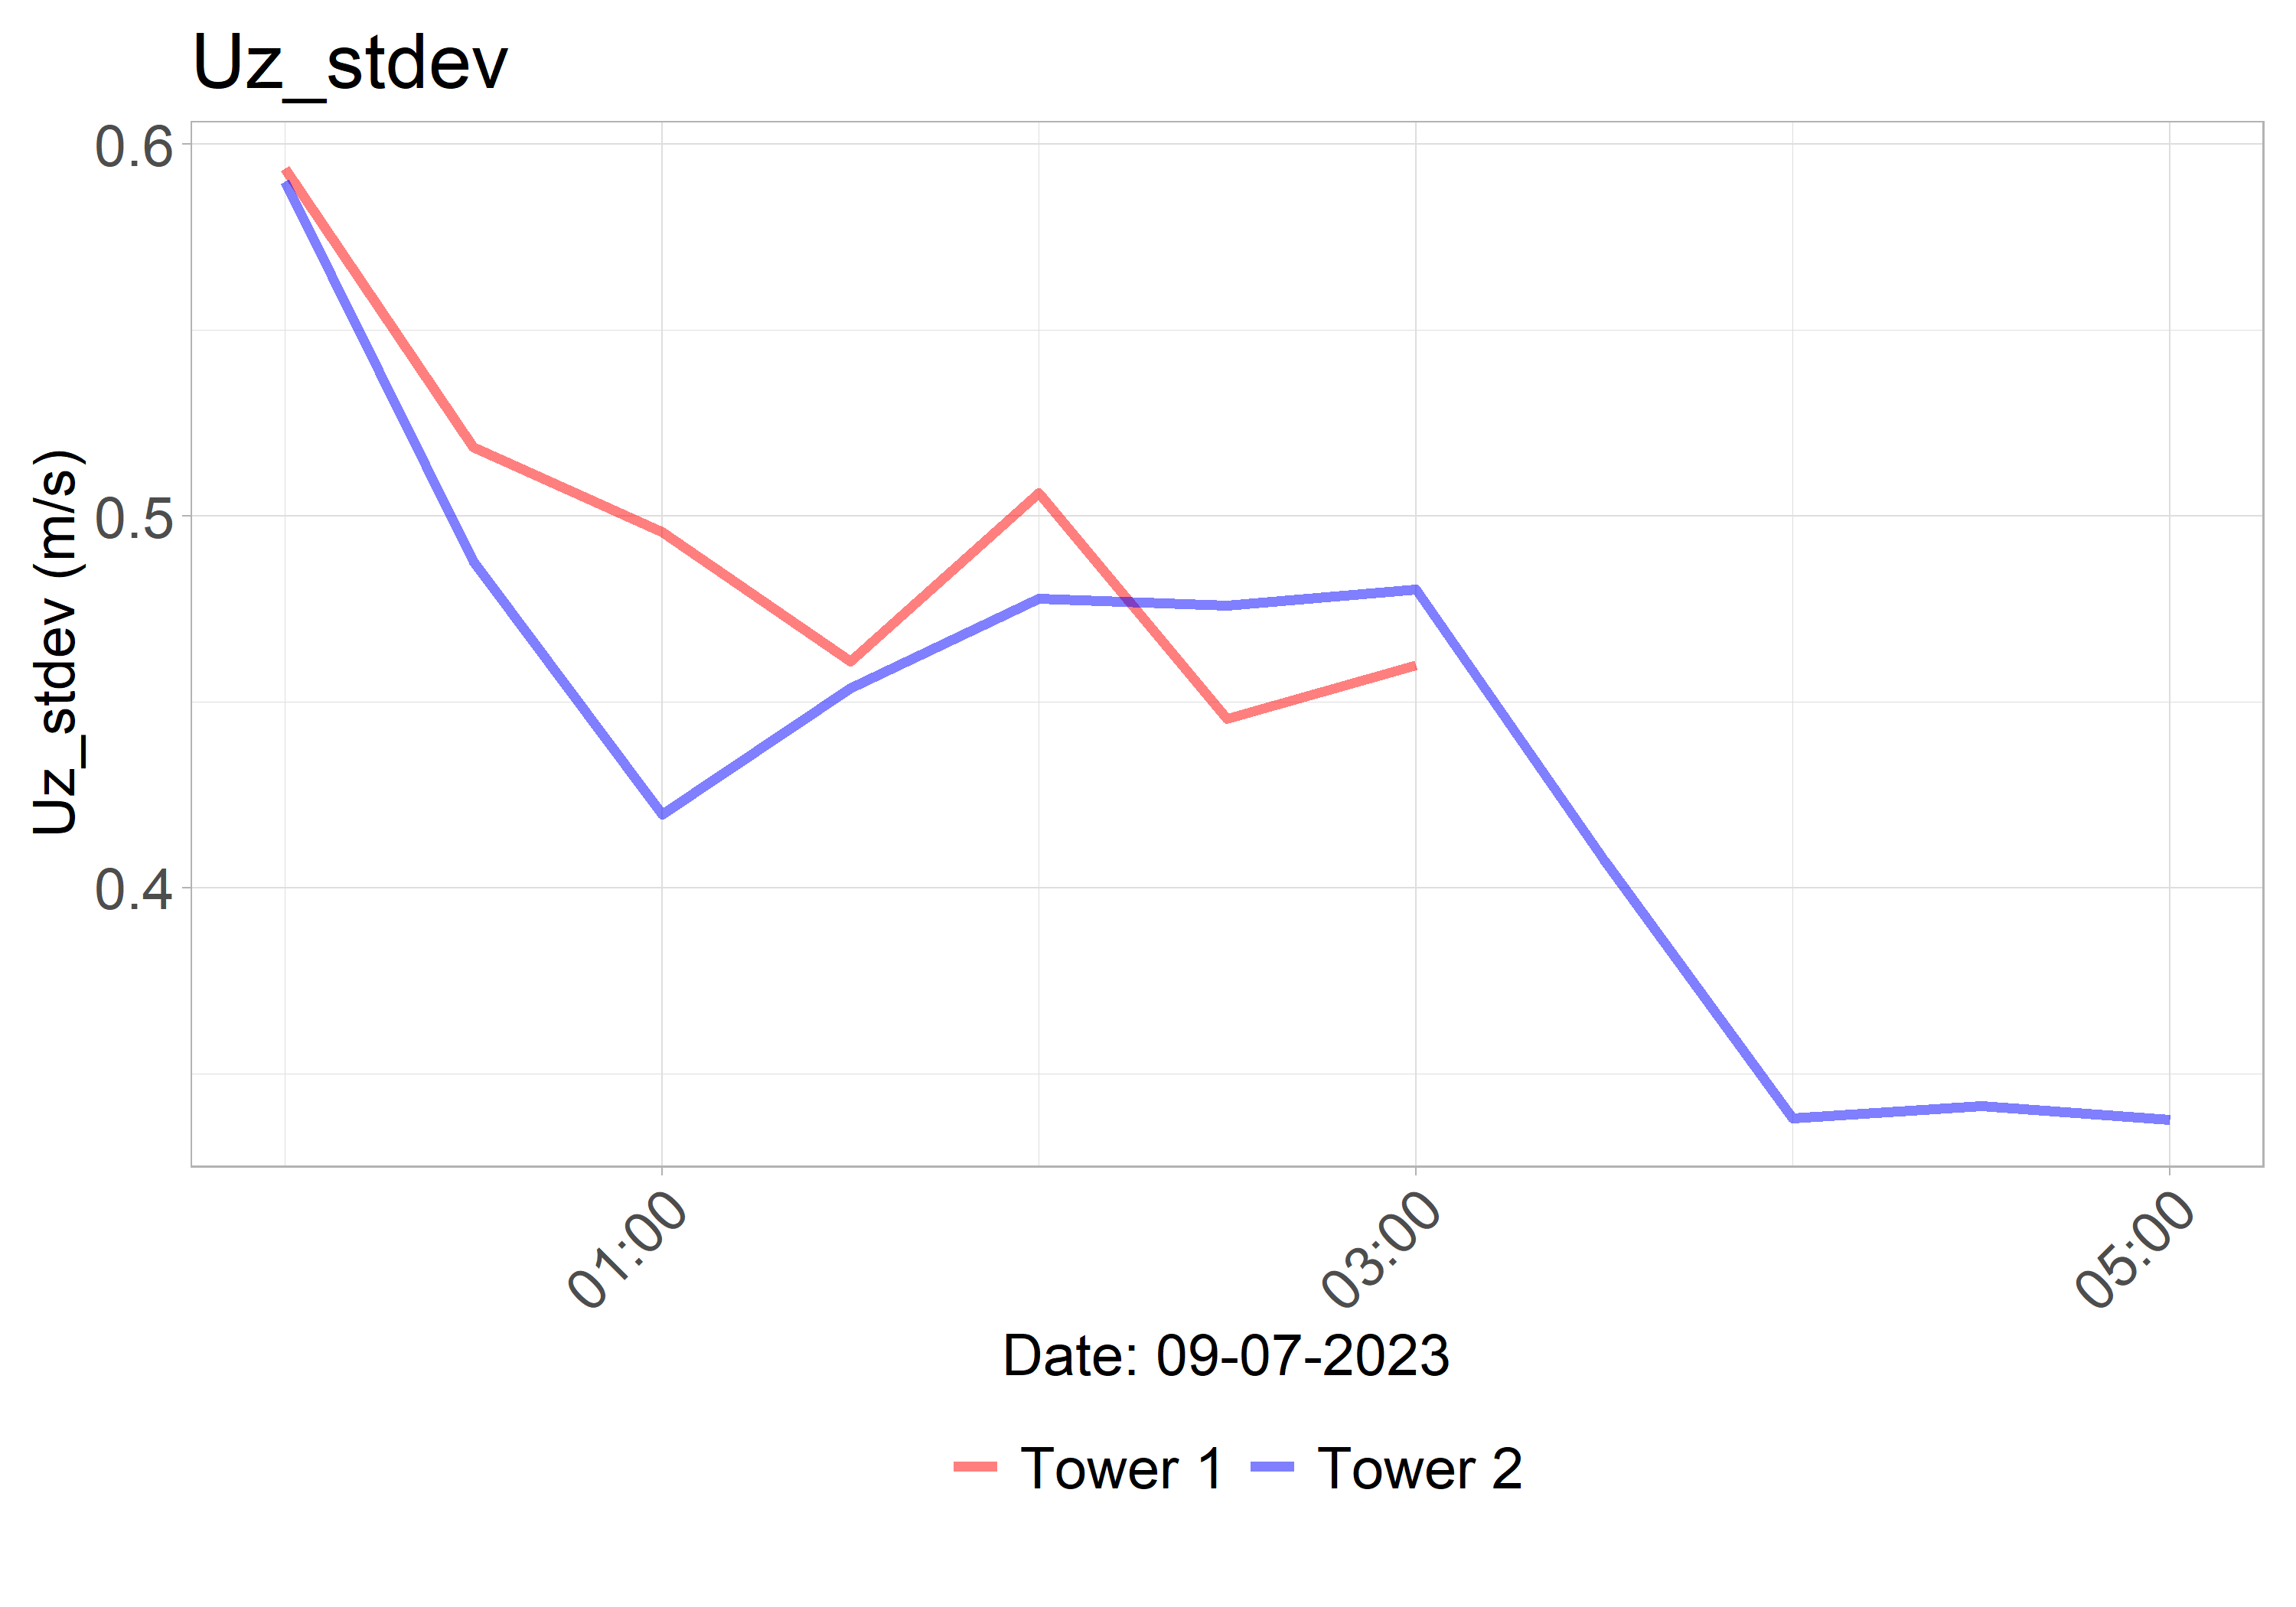 Uz_stdev
Uz_stdev (m/s)
0.6
0.5
0.4
01:00
03:00
05:00
Date: 09-07-2023
Tower 1
Tower 2